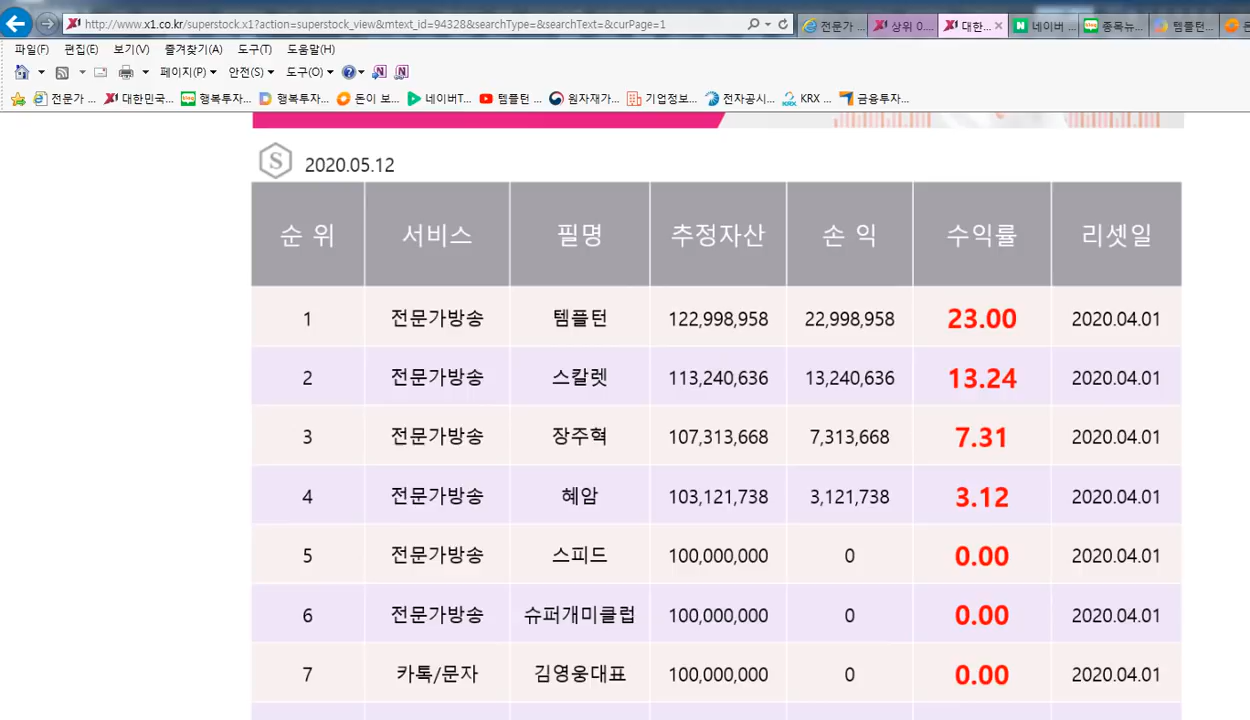 http://www.x1.co.kr/superstock.x1?action=superstock_view&mtext_id=94328&searchType=&searchText=&curPage=1
전문가 ...
상위 0...
대한...
네이버 ...
종목뉴...
템플턴...
파일(F) 편집(E) 보기(V) 즐겨찾기(A) 도구(T) 도움말(H)
페이지(P) 안전(S) 도구(O)
전문가 ... 대한민국... 행복투자... 행복투자... 돈이 보... 네이버T... 템플턴 ... 원자재가... 기업정보... 전자공시... KRX ... 금융투자...
S 2020.05.12
순 위 서비스 필명 추정자산 손 익 수익률 리셋일
1 전문가방송 템플턴 122,998,958 22,998,958 23.00 2020.04.01
2 전문가방송 스칼렛 113,240,636 13,240,636 13.24 2020.04.01
3 전문가방송 장주혁 107,313,668 7,313,668 7.31 2020.04.01
4 전문가방송 혜암 103,121,738 3,121,738 3.12 2020.04.01
5 전문가방송 스피드 100,000,000 0 0.00 2020.04.01
6 전문가방송 슈퍼개미클럽 100,000,000 0 0.00 2020.04.01
7 카톡/문자 김영웅대표 100,000,000 0 0.00 2020.04.01